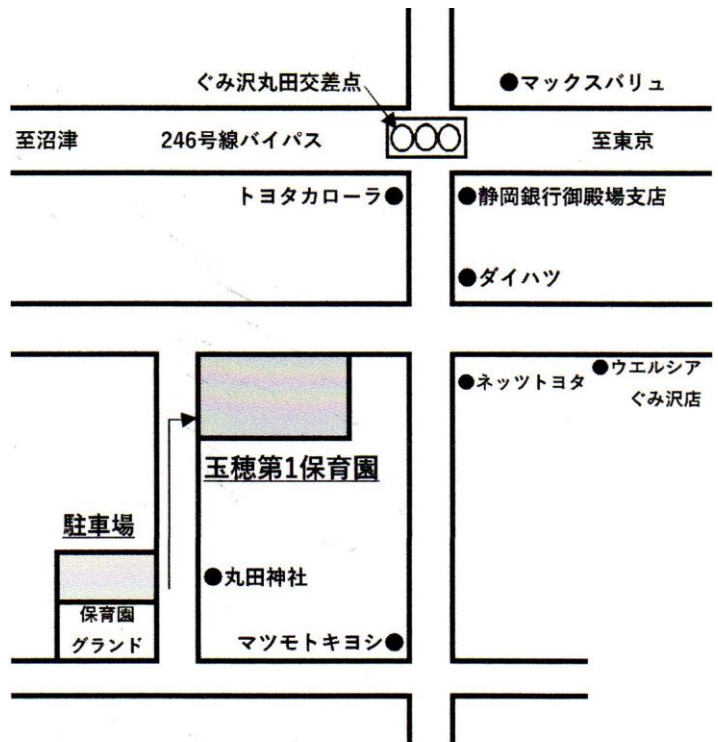 ぐみ沢丸田交差点
●マックスバリュ
至沼津
246号線バイパス
至東京
トヨタカローラ●
●静岡銀行御殿場支店
●ダイハツ
●ネッツトヨタ
●ウエルシア
ぐみ沢店
玉穂第1保育園
駐車場
●丸田神社
保育園
グランド
マツモトキヨシ●